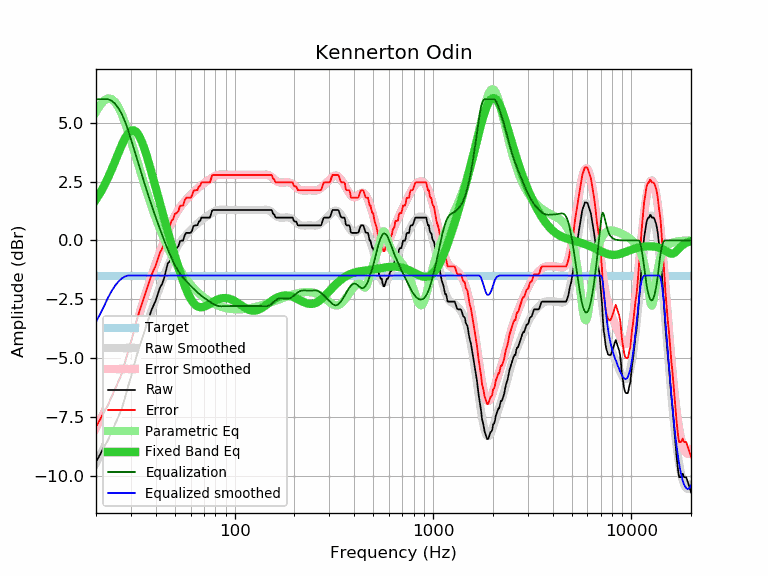 Kennerton Odin
Amplitude (dBr)
5.0
2.5
0.0
−2.5
−5.0
−7.5
−10.0
Target
Raw Smoothed
Error Smoothed
Raw
Error
Parametric Eq
Fixed Band Eq
Equalization
Equalized smoothed
100
1000
10000
Frequency (Hz)